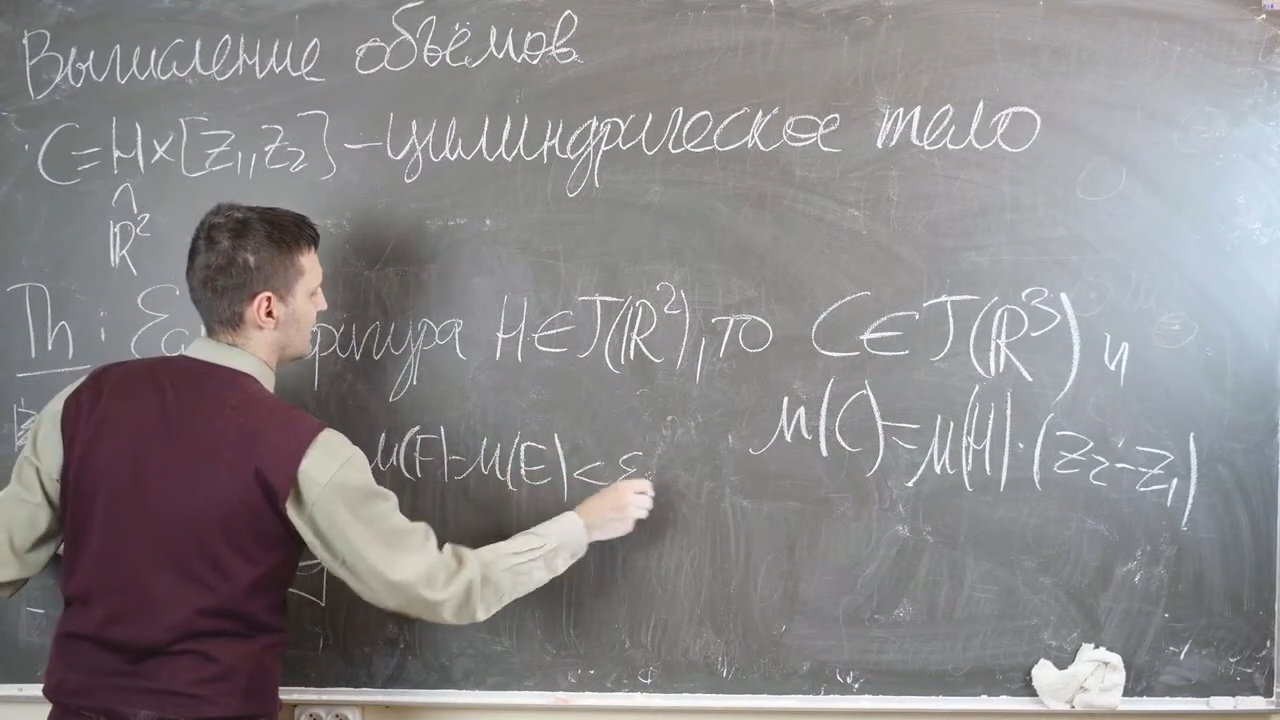 Вычисление объёмов
C = H × [Z₁, Z₂] – цилиндрическое тело
∩
ℝ²
Th : фигура H ∈ J(ℝ²), то C ∈ J(ℝ³) и
μ(C) = μ(H) · (Z₂ – Z₁)
μ(F) – μ(E) | < ε